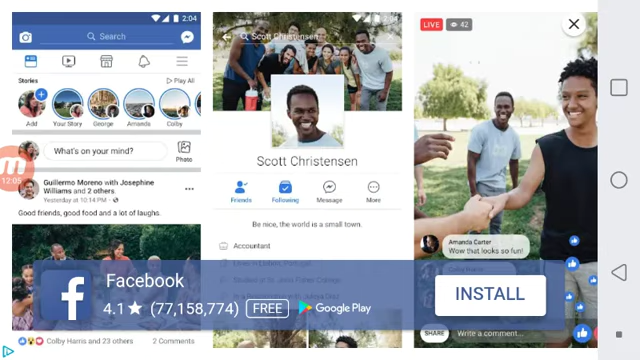 2:04
Search
Stories
Play All
Add
Your Story
George
Amanda
Colby
What's on your mind?
Photo
12:05
Guillermo Moreno with Josephine
Williams and 2 others
Yesterday at 10:14 PM
Good friends, good food and a lot of laughs.
Colby Harris and 23 others
2 Comments
2:04
Scott Christensen
Scott Christensen
Friends
Following
Message
More
Be nice, the world is a small town.
Accountant
LIVE
42
Amanda Carter
Wow that looks so fun!
SHARE
Write a comment...
Facebook
4.1★ (77,158,774) FREE Google Play
INSTALL